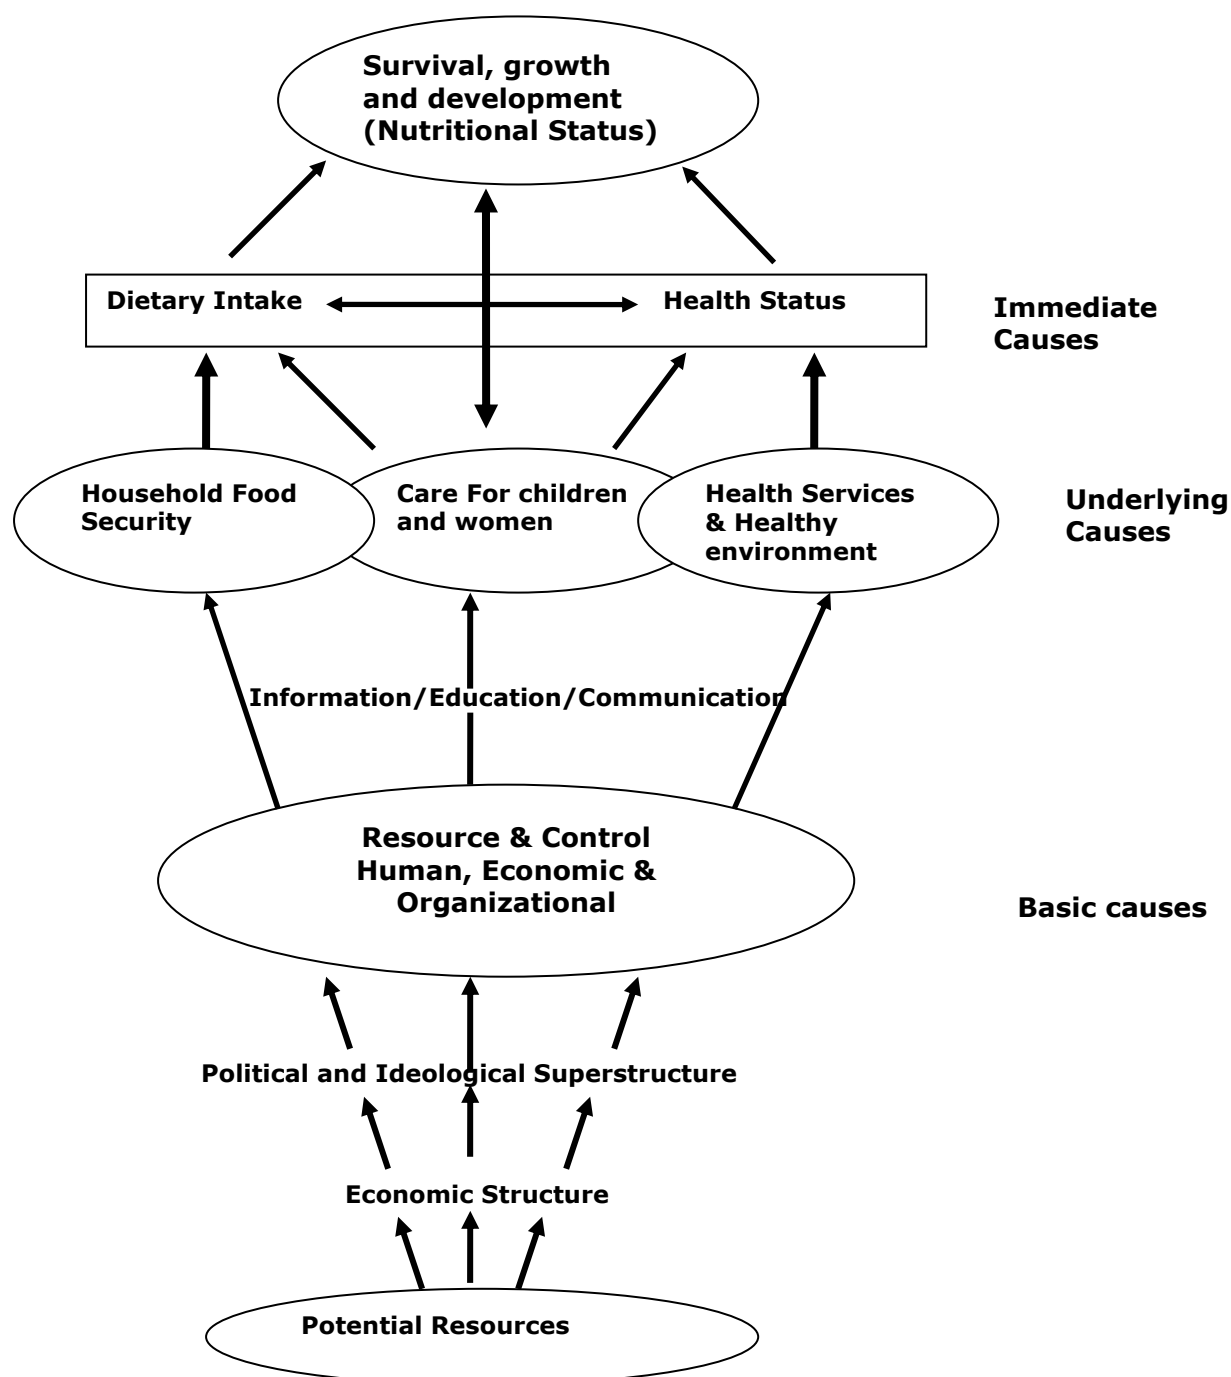 Survival, growth
and development
(Nutritional Status)
Dietary Intake
Health Status
Immediate
Causes
Household Food
Security
Care For children
and women
Health Services
& Healthy
environment
Underlying
Causes
Information/Education/Communication
Resource & Control
Human, Economic &
Organizational
Basic causes
Political and Ideological Superstructure
Economic Structure
Potential Resources